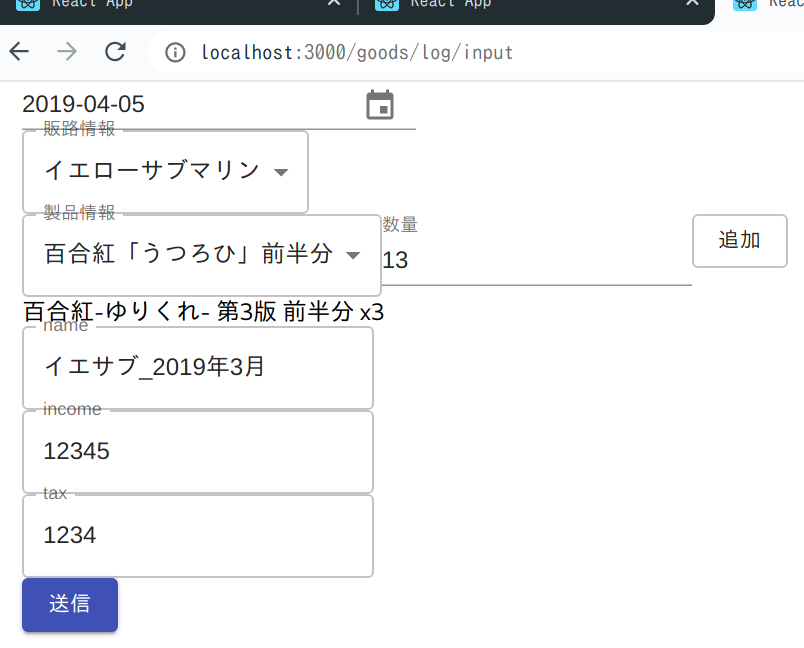 React App
React App
Reac
localhost:3000/goods/log/input
2019-04-05
販路情報
イエローサブマリン
製品情報
百合紅「うつろひ」前半分
数量
13
追加
百合紅-ゆりくれ- 第3版 前半分 x3
name
イエサブ_2019年3月
income
12345
tax
1234
送信